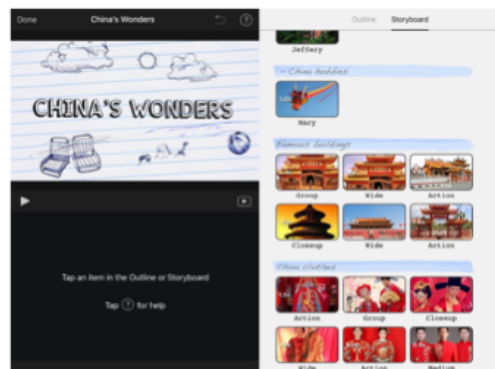 Done China's Wonders ?
CHINA'S WONDERS
Tap an item in the Outline or Storyboard
Tap ? for help
Outline Storyboard
Jeffery
China hobbies
Mary
Famous buildings
Group Wide Action
Closeup Wide Action
China clothes
Action Group Closeup
Wide Action Medium